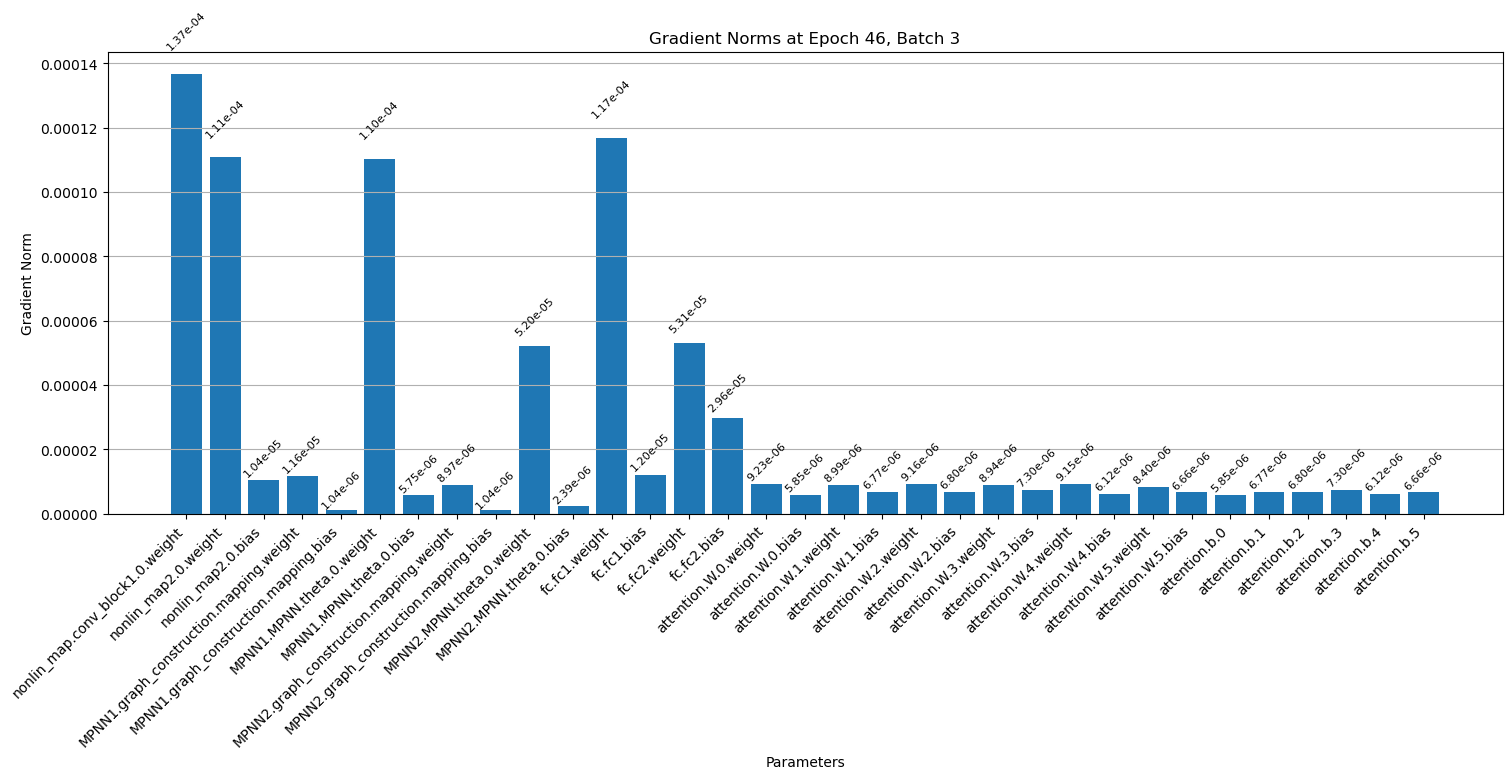 Gradient Norms at Epoch 46, Batch 3
Gradient Norm
0.00014
0.00012
0.00010
0.00008
0.00006
0.00004
0.00002
0.00000
1.37e-04
1.11e-04
1.04e-05
1.16e-05
1.04e-06
1.10e-04
5.75e-06
8.97e-06
1.04e-06
5.20e-05
2.39e-06
1.17e-04
1.20e-05
5.31e-05
2.96e-05
9.23e-06
5.85e-06
8.99e-06
6.77e-06
9.16e-06
6.80e-06
8.94e-06
7.30e-06
9.15e-06
6.12e-06
8.40e-06
6.66e-06
5.85e-06
6.77e-06
6.80e-06
7.30e-06
6.12e-06
6.66e-06
nonlin_map.conv_block1.0.weight
nonlin_map2.0.weight
nonlin_map2.0.bias
MPNN1.graph_construction.mapping.weight
MPNN1.graph_construction.mapping.bias
MPNN1.MPNN.theta.0.weight
MPNN1.MPNN.theta.0.bias
MPNN2.graph_construction.mapping.weight
MPNN2.graph_construction.mapping.bias
MPNN2.MPNN.theta.0.weight
MPNN2.MPNN.theta.0.bias
fc.fc1.weight
fc.fc1.bias
fc.fc2.weight
fc.fc2.bias
attention.W.0.weight
attention.W.0.bias
attention.W.1.weight
attention.W.1.bias
attention.W.2.weight
attention.W.2.bias
attention.W.3.weight
attention.W.3.bias
attention.W.4.weight
attention.W.4.bias
attention.W.5.weight
attention.W.5.bias
attention.b.0
attention.b.1
attention.b.2
attention.b.3
attention.b.4
attention.b.5
Parameters